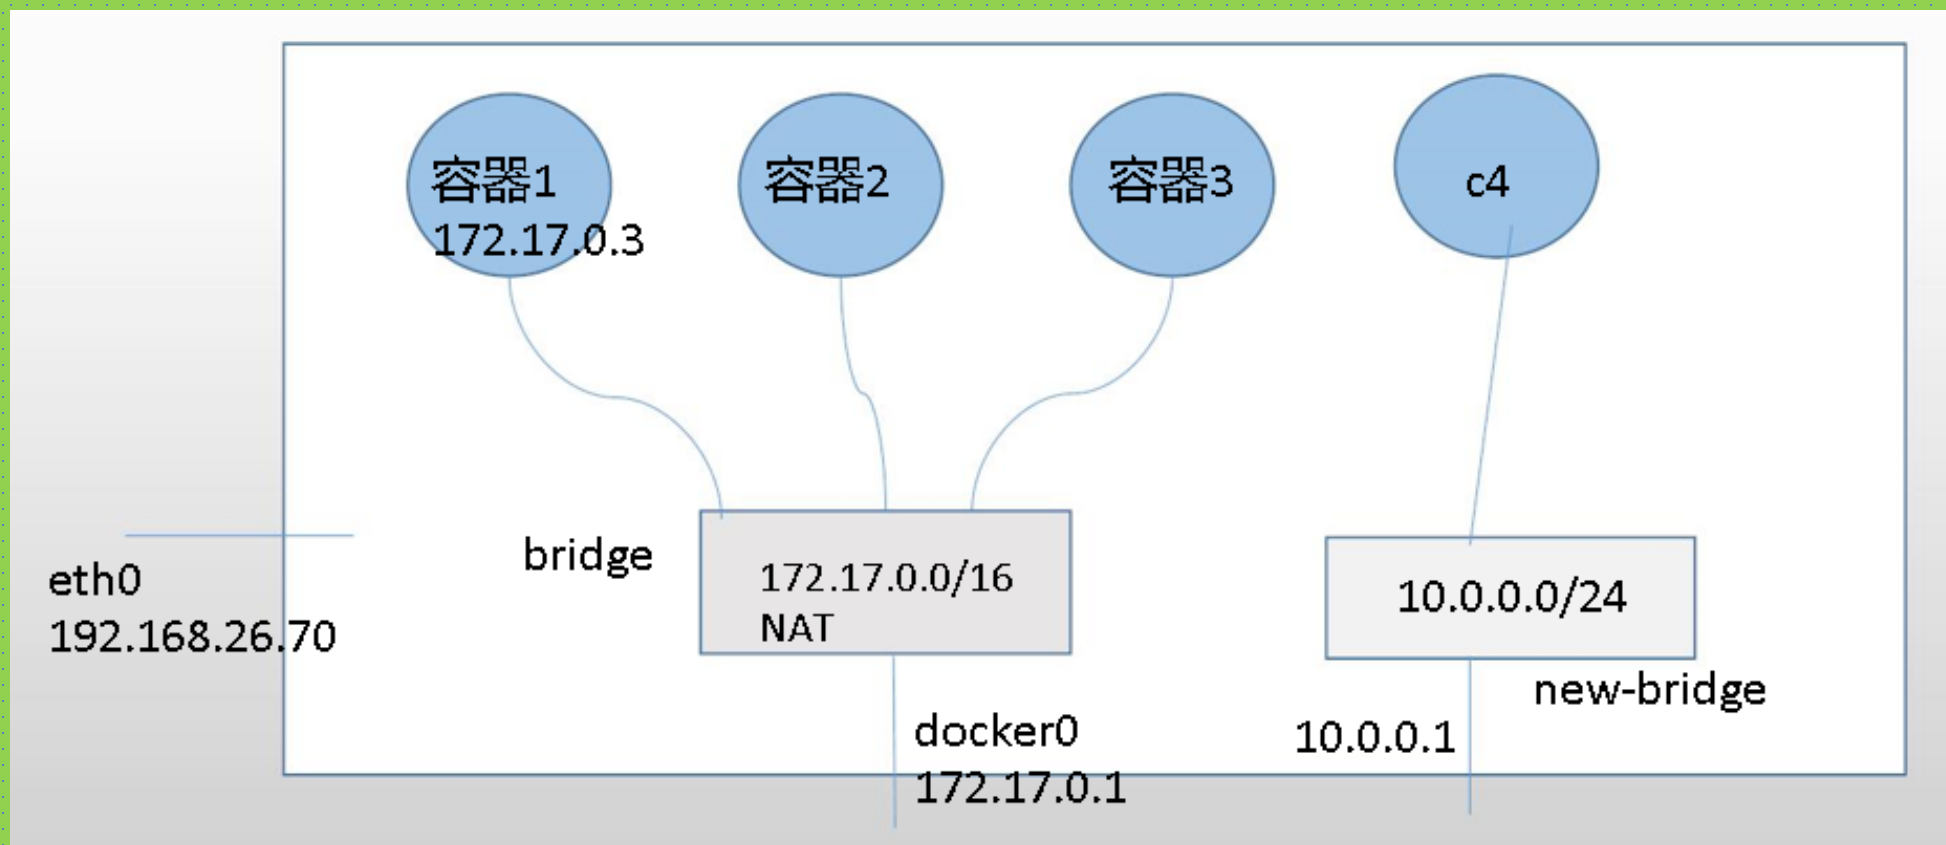 容器1
172.17.0.3
容器2
容器3
c4
eth0
192.168.26.70
bridge
172.17.0.0/16
NAT
docker0
172.17.0.1
10.0.0.0/24
new-bridge
10.0.0.1